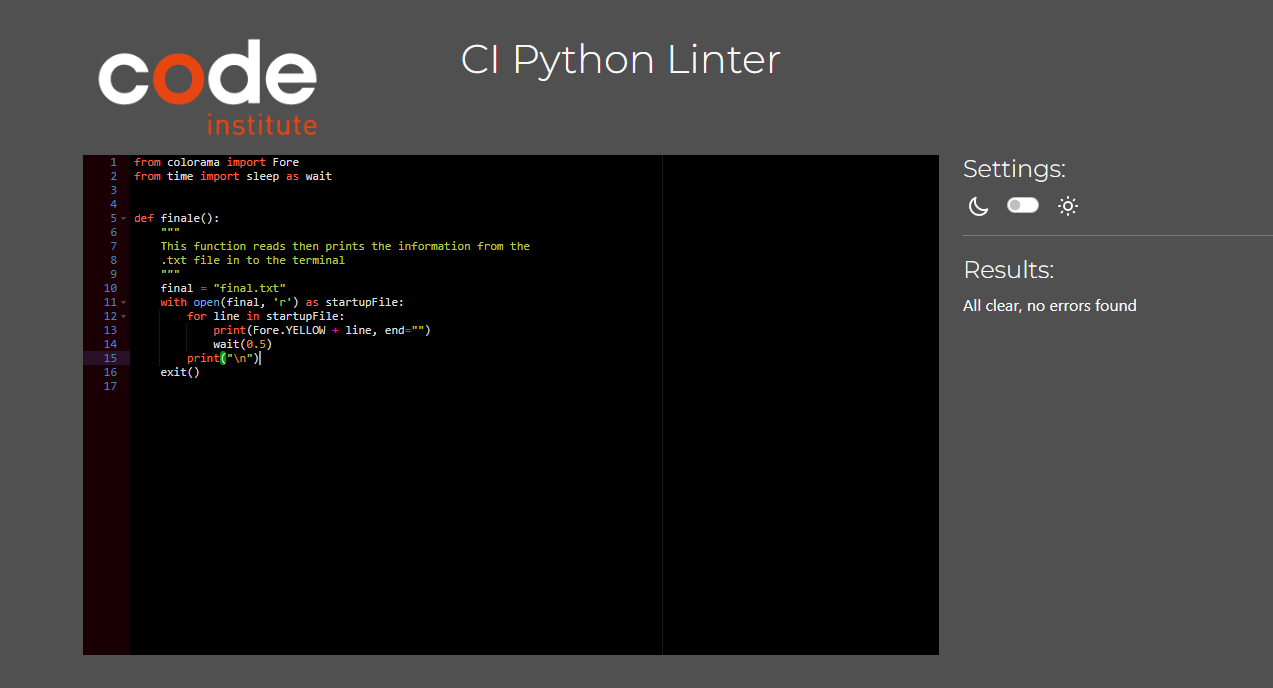 code
institute
CI Python Linter
1 from colorama import Fore
2 from time import sleep as wait
3
4
5 def finale():
6     """
7     This function reads then prints the information from the
8     .txt file in to the terminal
9     """
10     final = "final.txt"
11     with open(final, 'r') as startupFile:
12         for line in startupFile:
13             print(Fore.YELLOW + line, end="")
14             wait(0.5)
15         print("\n")
16     exit()
17
Settings:
Results:
All clear, no errors found